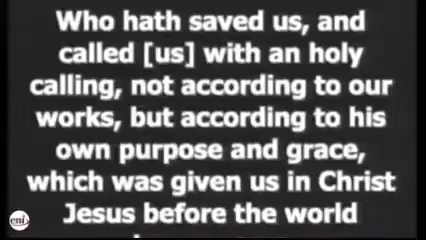 Who hath saved us, and
called [us] with an holy
calling, not according to our
works, but according to his
own purpose and grace,
which was given us in Christ
Jesus before the world
cni